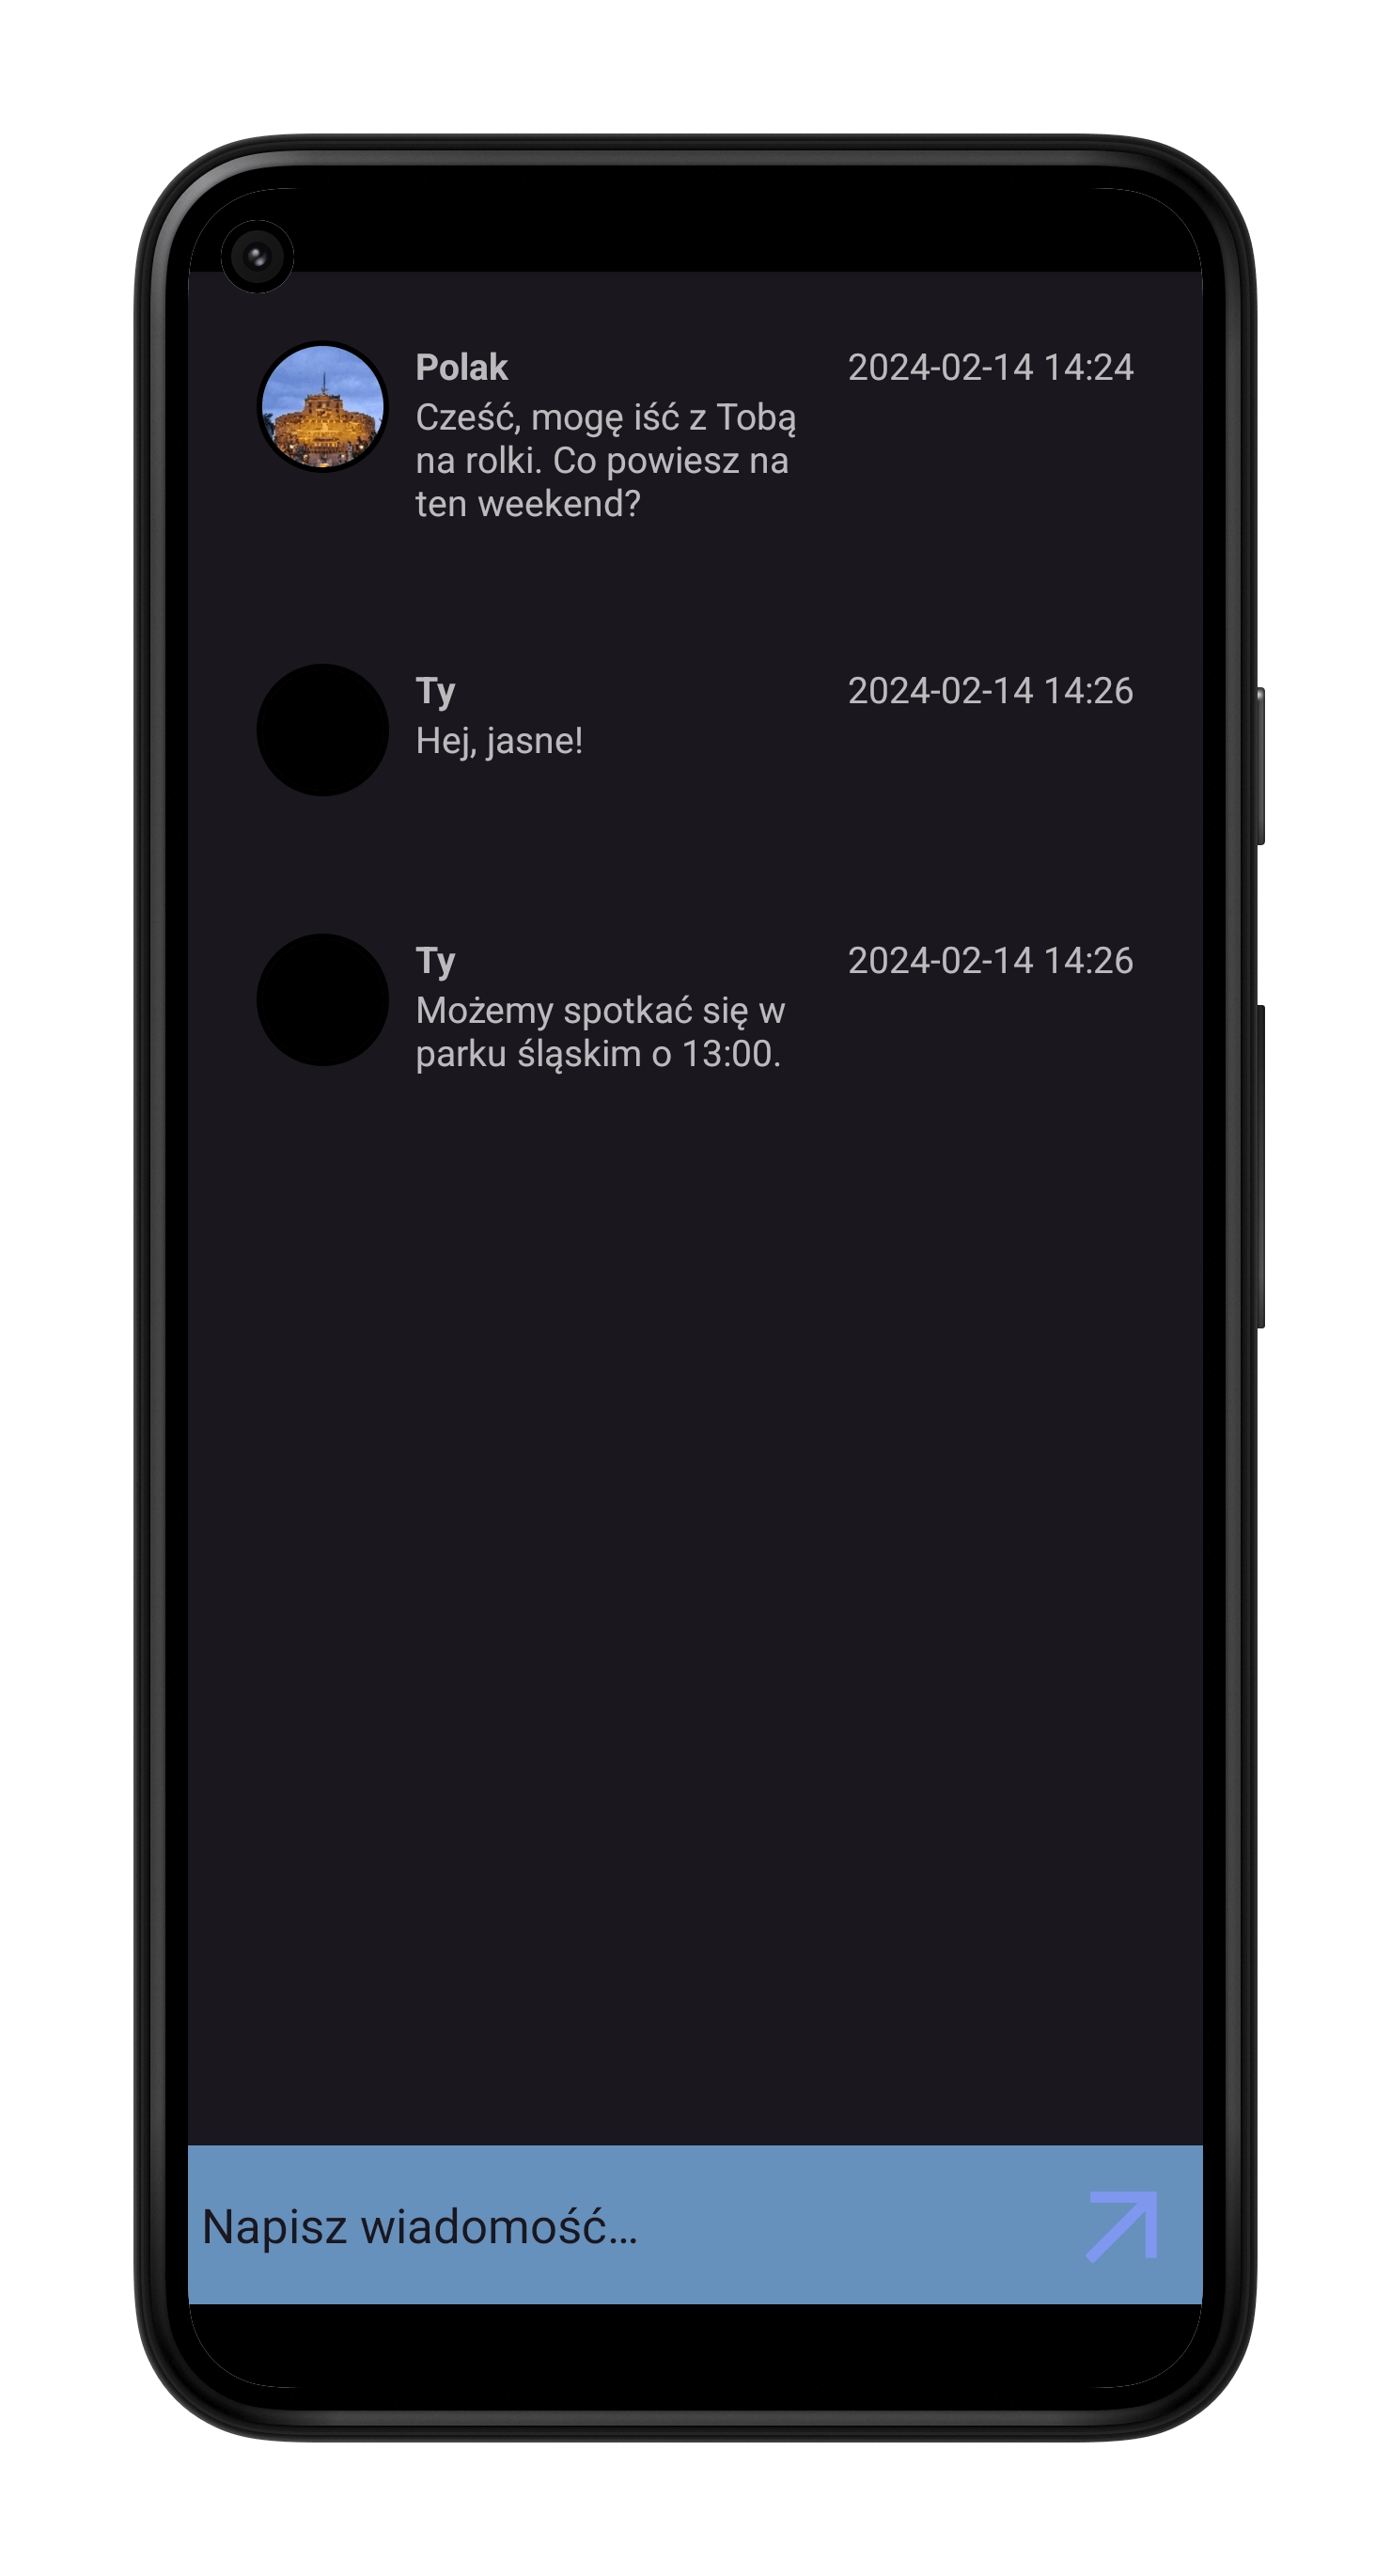 Polak 2024-02-14 14:24
Cześć, mogę iść z Tobą
na rolki. Co powiesz na
ten weekend?
Ty 2024-02-14 14:26
Hej, jasne!
Ty 2024-02-14 14:26
Możemy spotkać się w
parku śląskim o 13:00.
Napisz wiadomość...